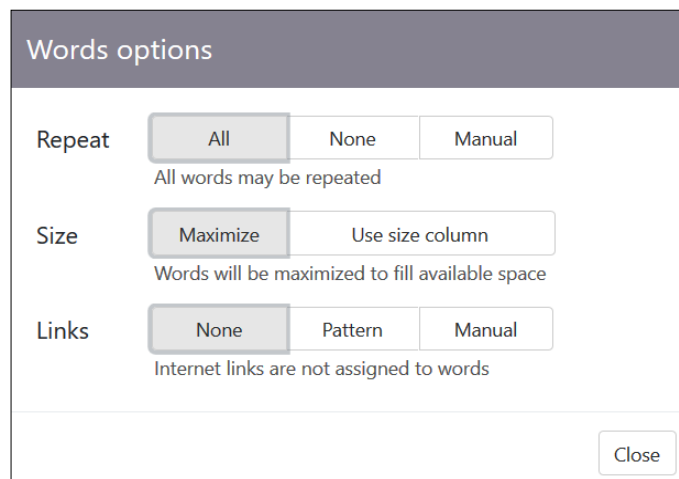 Words options
Repeat All None Manual
All words may be repeated
Size Maximize Use size column
Words will be maximized to fill available space
Links None Pattern Manual
Internet links are not assigned to words
Close